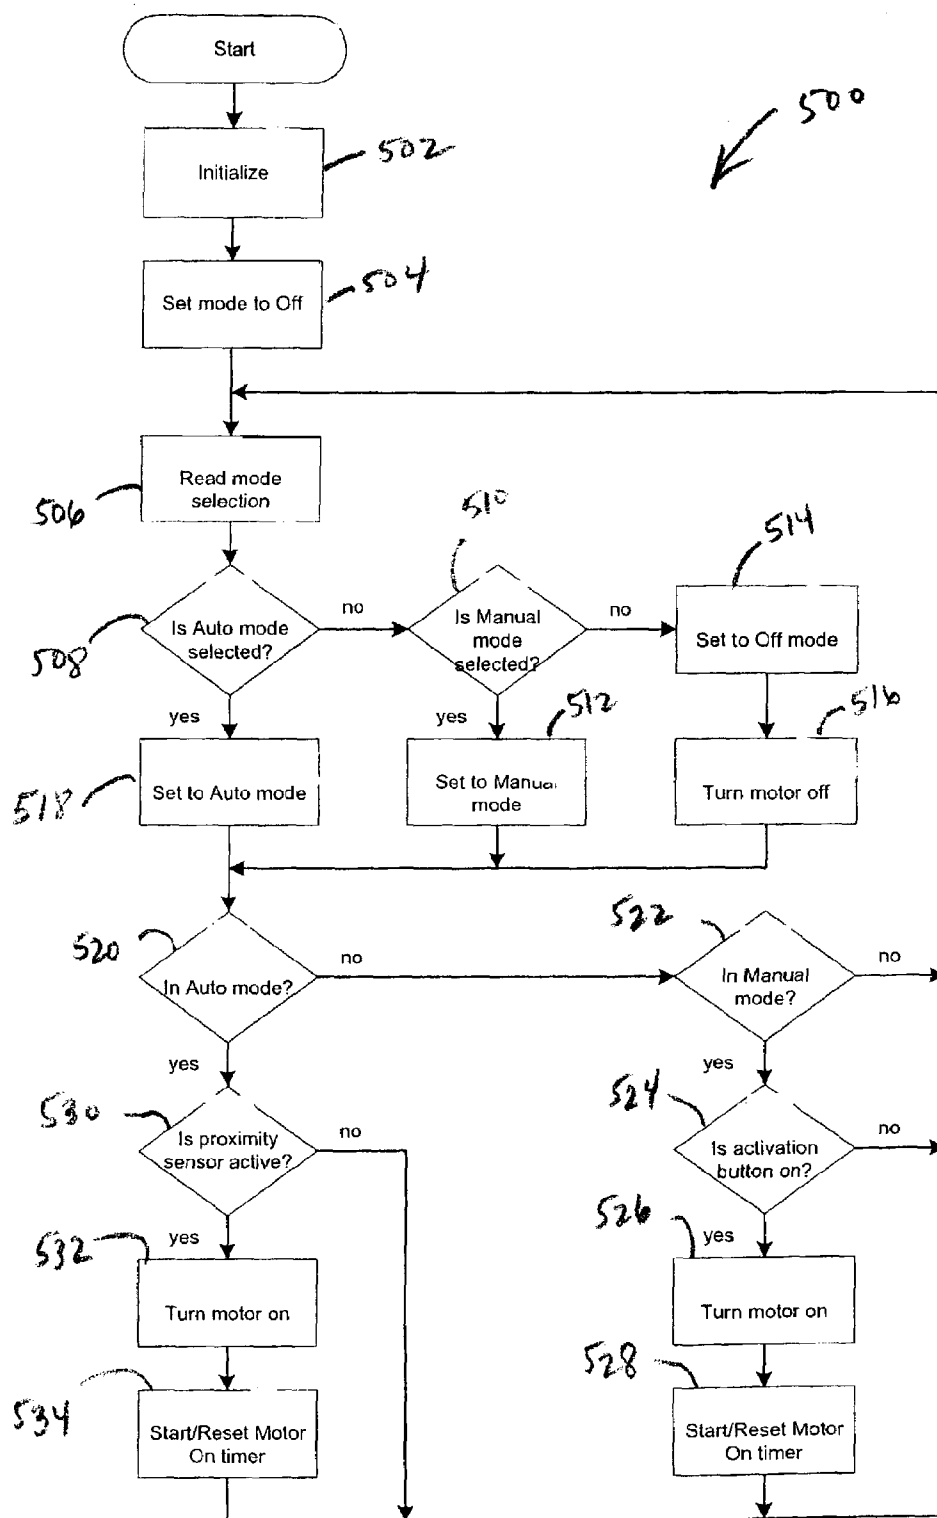 Start
500
Initialize
502
Set mode to Off
504
Read mode
selection
506
510
514
Is Auto mode
selected?
508
no
Is Manual
mode
selected?
no
Set to Off mode
yes
yes
512
516
518
Set to Auto mode
Set to Manual
mode
Turn motor off
520
522
In Auto mode?
no
In Manual
mode?
no
yes
yes
530
524
Is proximity
sensor active?
no
Is activation
button on?
no
yes
yes
532
526
Turn motor on
Turn motor on
534
528
Start/Reset Motor
On timer
Start/Reset Motor
On timer